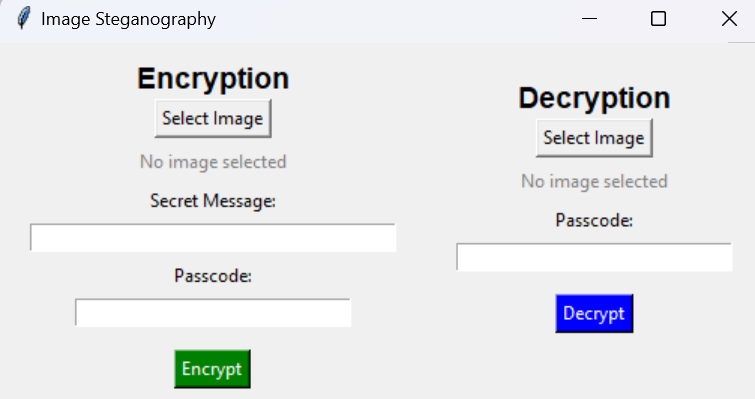 Image Steganography
Encryption
Select Image
No image selected
Secret Message:
Passcode:
Encrypt
Decryption
Select Image
No image selected
Passcode:
Decrypt